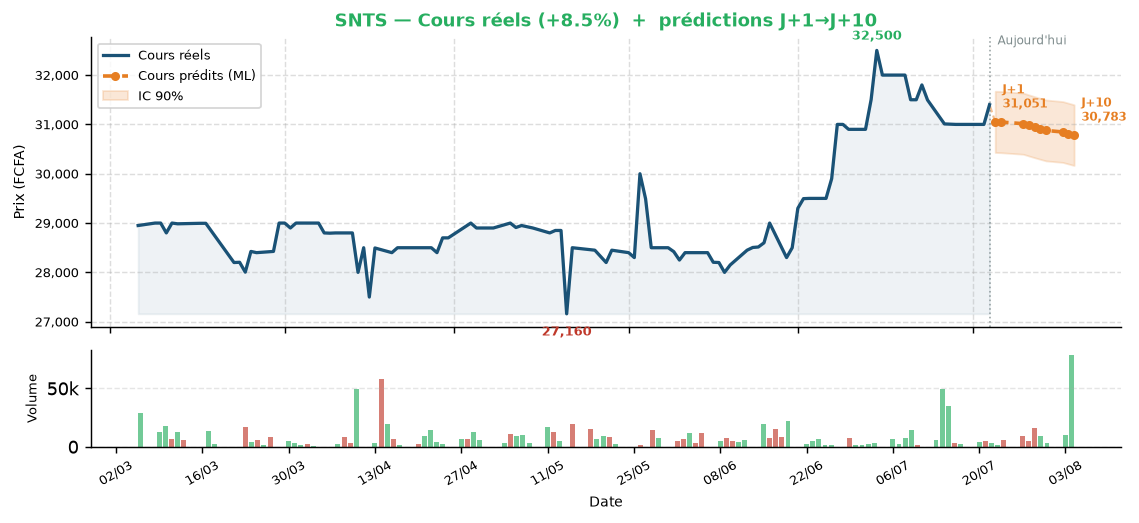 SNTS — Cours réels (+8.5%) + prédictions J+1→J+10
32,500
Aujourd'hui
Cours réels
Cours prédits (ML)
IC 90%
J+1
31,051
J+10
30,783
27,160
Prix (FCFA)
32,000
31,000
30,000
29,000
28,000
27,000
Volume
50k
0
02/03 16/03 30/03 13/04 27/04 11/05 25/05 08/06 22/06 06/07 20/07 03/08
Date